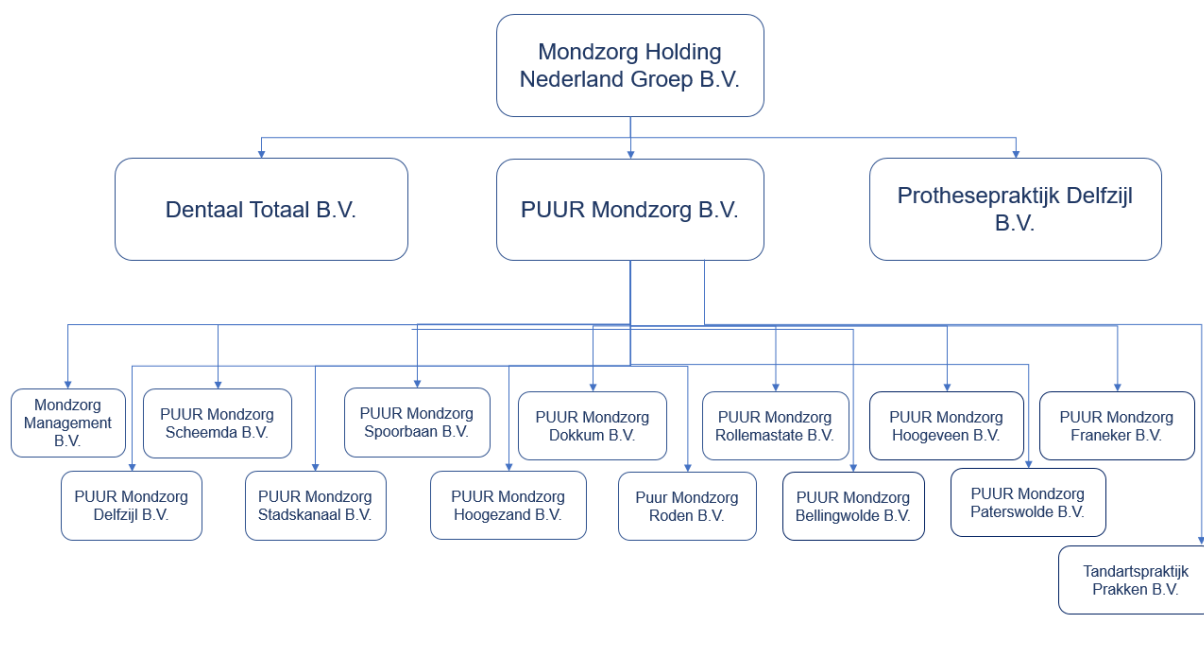 Mondzorg Holding
Nederland Groep B.V.
Dentaal Totaal B.V.
PUUR Mondzorg B.V.
Prothesepraktijk Delfzijl
B.V.
Mondzorg
Management
B.V.
PUUR Mondzorg
Scheemda B.V.
PUUR Mondzorg
Spoorbaan B.V.
PUUR Mondzorg
Dokkum B.V.
PUUR Mondzorg
Rollemastate B.V.
PUUR Mondzorg
Hoogeveen B.V.
PUUR Mondzorg
Franeker B.V.
PUUR Mondzorg
Delfzijl B.V.
PUUR Mondzorg
Stadskanaal B.V.
PUUR Mondzorg
Hoogezand B.V.
Puur Mondzorg
Roden B.V.
PUUR Mondzorg
Bellingwolde B.V.
PUUR Mondzorg
Paterswolde B.V.
Tandartspraktijk
Prakken B.V.